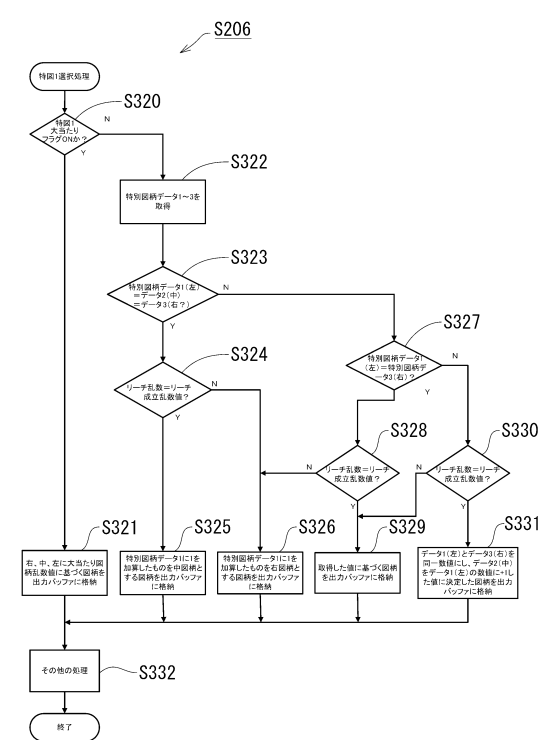 S206
特図1選択処理
S320
特図1
大当たり
フラグONか?
N
Y
S322
特別図柄データ1～3を
取得
S323
特別図柄データ1(左)
=データ2(中)
=データ3(右?)
N
Y
S324
リーチ乱数=リーチ
成立乱数値?
N
Y
S327
特別図柄データ1
(左)=特別図柄デ
ータ3(右)?
N
Y
S328
リーチ乱数=リーチ
成立乱数値?
N
Y
S330
リーチ乱数=リーチ
成立乱数値?
N
Y
S321
右、中、左に大当たり図
柄乱数値に基づく図柄を
出力バッファに格納
S325
特別図柄データ1に1を
加算したものを中図柄と
する図柄を出力バッファ
に格納
S326
特別図柄データ1に1を
加算したものを右図柄と
する図柄を出力バッファ
に格納
S329
取得した値に基づく図柄
を出力バッファに格納
S331
データ1(左)とデータ3(右)を
同一数値にし、データ2(中)
をデータ1(左)の数値に+1し
た値に決定した図柄を出力
バッファに格納
その他の処理
S332
終了